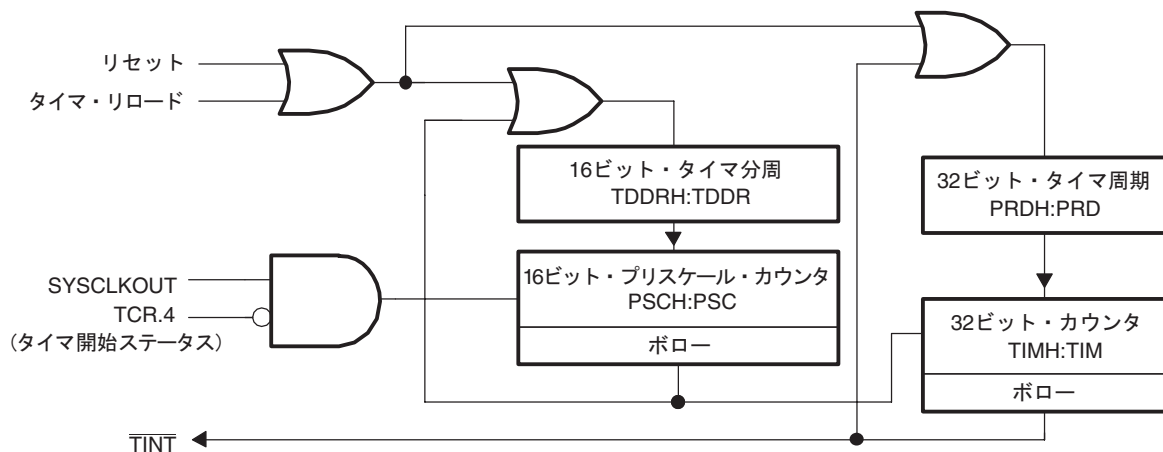 リセット
タイマ・リロード
16ビット・タイマ分周
TDDRH:TDDR
32ビット・タイマ周期
PRDH:PRD
SYSCLKOUT
TCR.4
(タイマ開始ステータス)
16ビット・プリスケール・カウンタ
PSCH:PSC
ボロー
32ビット・カウンタ
TIMH:TIM
ボロー
TINT